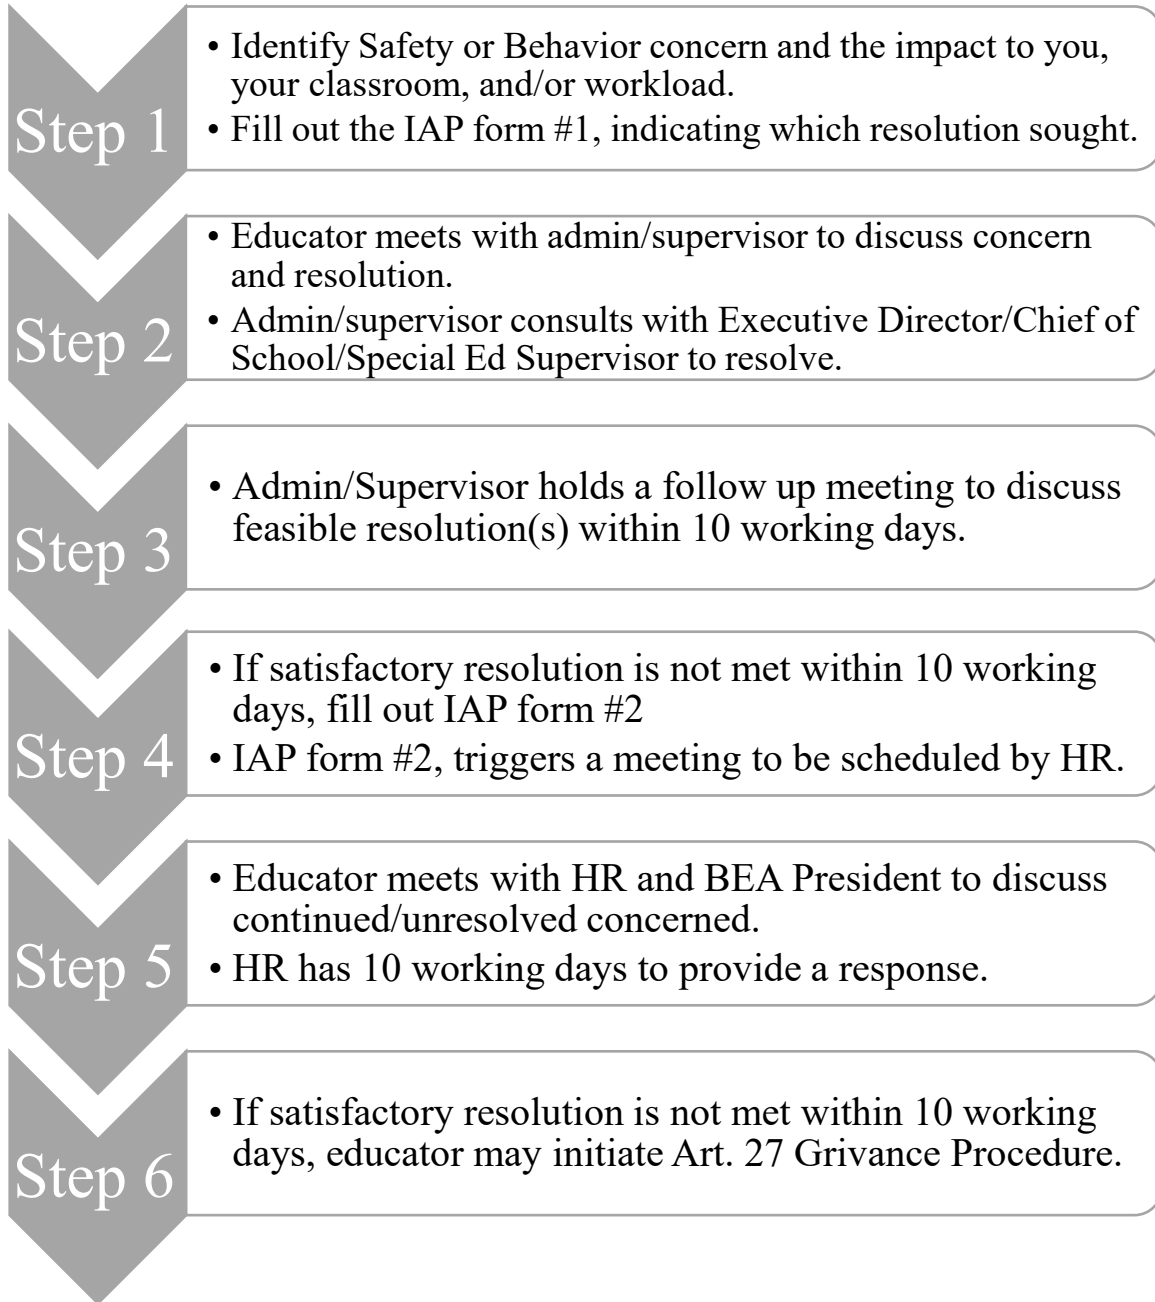 Step 1
• Identify Safety or Behavior concern and the impact to you,
your classroom, and/or workload.
• Fill out the IAP form #1, indicating which resolution sought.
Step 2
• Educator meets with admin/supervisor to discuss concern
and resolution.
• Admin/supervisor consults with Executive Director/Chief of
School/Special Ed Supervisor to resolve.
Step 3
• Admin/Supervisor holds a follow up meeting to discuss
feasible resolution(s) within 10 working days.
Step 4
• If satisfactory resolution is not met within 10 working
days, fill out IAP form #2
• IAP form #2, triggers a meeting to be scheduled by HR.
Step 5
• Educator meets with HR and BEA President to discuss
continued/unresolved concerned.
• HR has 10 working days to provide a response.
Step 6
• If satisfactory resolution is not met within 10 working
days, educator may initiate Art. 27 Grivance Procedure.